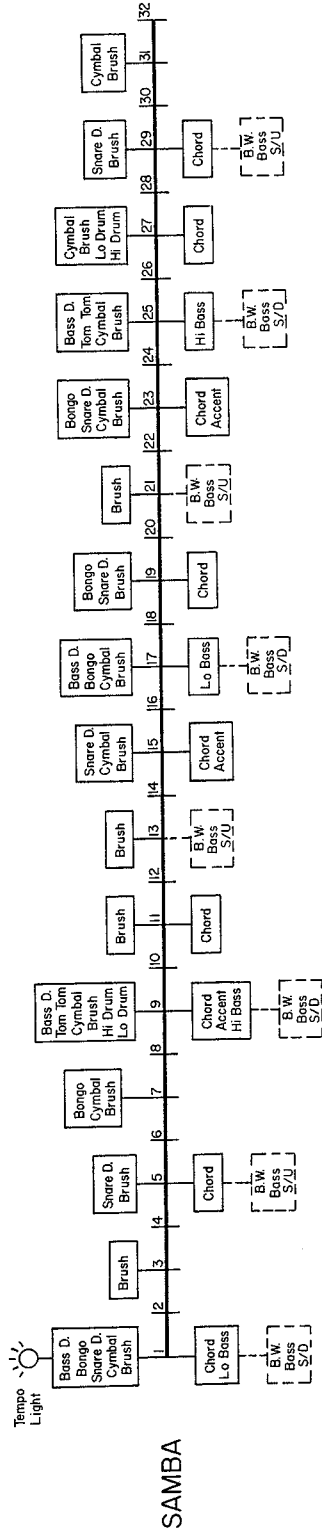 SAMBA
Tempo
Light
Bass D.
Bongo
Snare D.
Cymbal
Brush
Brush
Snare D.
Brush
Bongo
Cymbal
Brush
Bass D.
Tom Tom
Cymbal
Brush
Hi Drum
Lo Drum
Brush
Brush
Snare D.
Cymbal
Brush
Bass D.
Bongo
Cymbal
Brush
Bongo
Snare D.
Brush
Brush
Bongo
Snare D.
Cymbal
Brush
Bass D.
Tom Tom
Cymbal
Brush
Cymbal
Brush
Lo Drum
Hi Drum
Snare D.
Brush
Cymbal
Brush
1 2 3 4 5 6 7 8 9 10 11 12 13 14 15 16 17 18 19 20 21 22 23 24 25 26 27 28 29 30 31 32
Chord
Lo Bass
Chord
Chord
Accent
Hi Bass
Chord
Chord
Accent
Lo Bass
Chord
Chord
Accent
Hi Bass
Chord
Chord
B.W.
Bass
S/D
B.W.
Bass
S/U
B.W.
Bass
S/D
B.W.
Bass
S/U
B.W.
Bass
S/D
B.W.
Bass
S/U
B.W.
Bass
S/D
B.W.
Bass
S/U